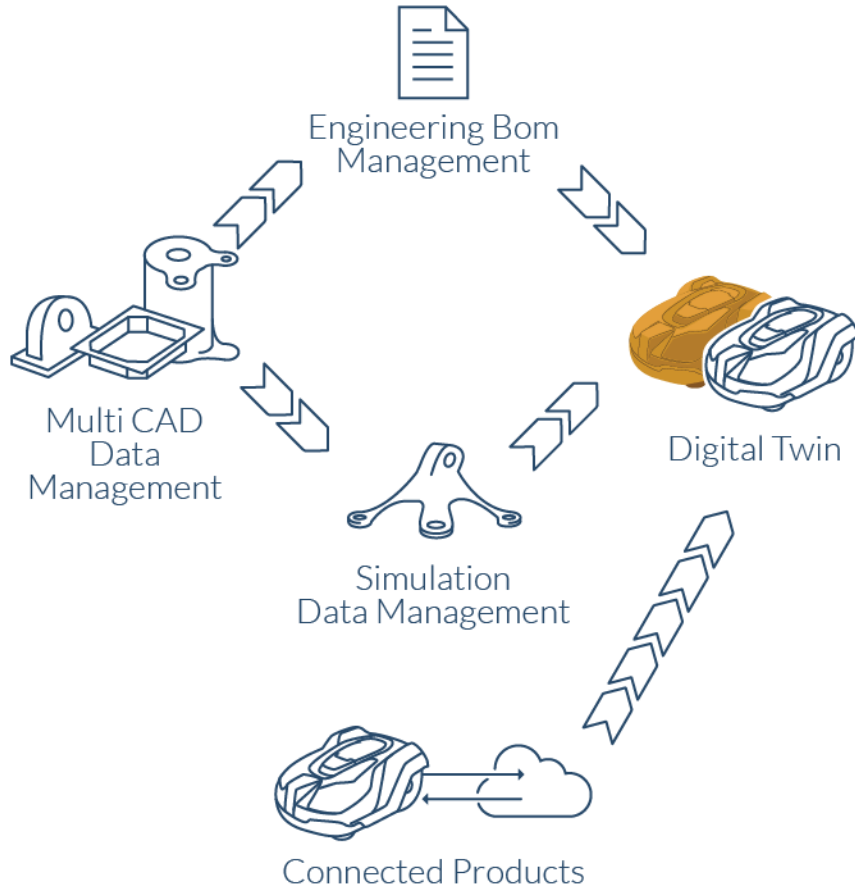 Engineering Bom
Management
Multi CAD
Data
Management
Digital Twin
Simulation
Data Management
Connected Products